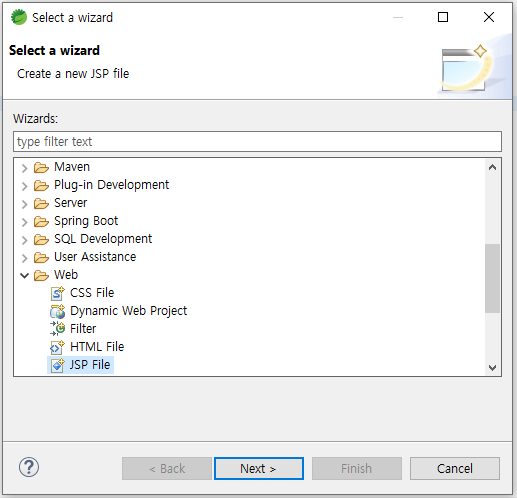 Select a wizard
Select a wizard
Create a new JSP file
Wizards:
type filter text
Maven
Plug-in Development
Server
Spring Boot
SQL Development
User Assistance
Web
CSS File
Dynamic Web Project
Filter
HTML File
JSP File
? < Back Next > Finish Cancel